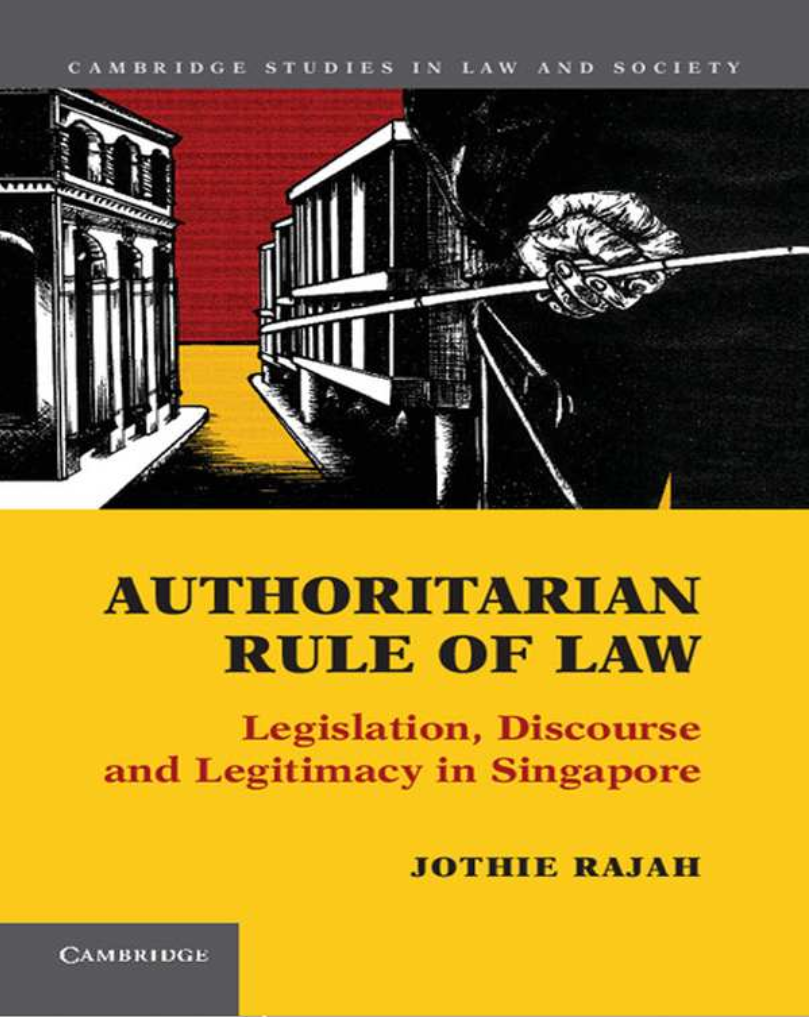 CAMBRIDGE STUDIES IN LAW AND SOCIETY
AUTHORITARIAN
RULE OF LAW
Legislation, Discourse
and Legitimacy in Singapore
JOTHIE RAJAH
CAMBRIDGE